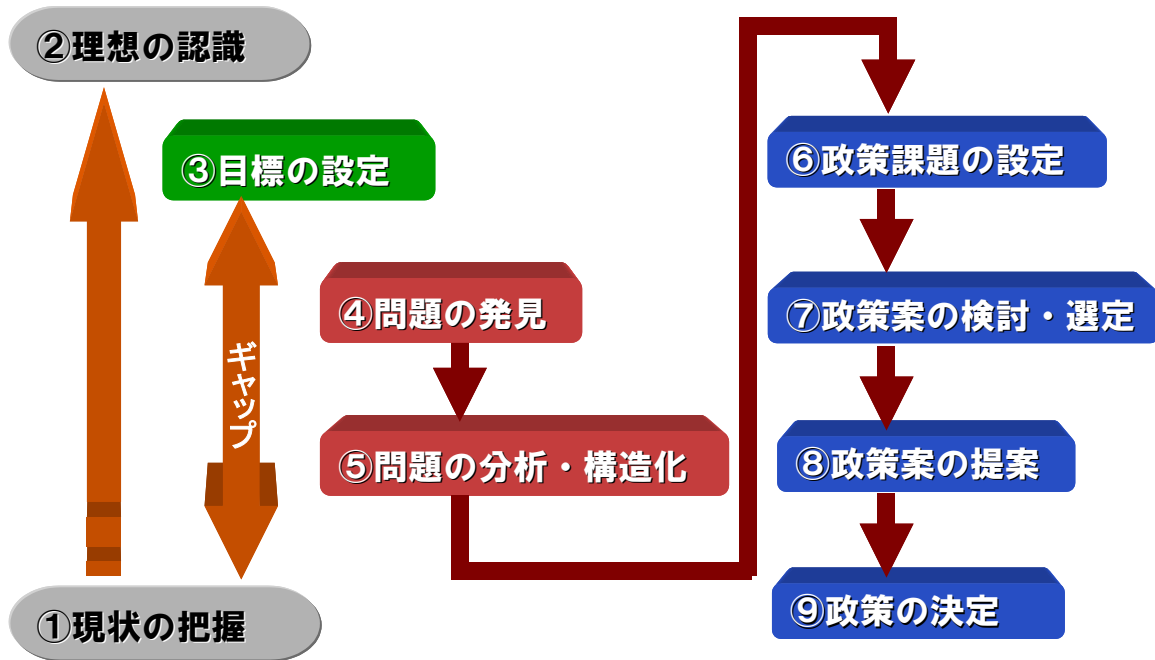 ②理想の認識
③目標の設定
④問題の発見
ギャップ
⑤問題の分析・構造化
①現状の把握
⑥政策課題の設定
⑦政策案の検討・選定
⑧政策案の提案
⑨政策の決定